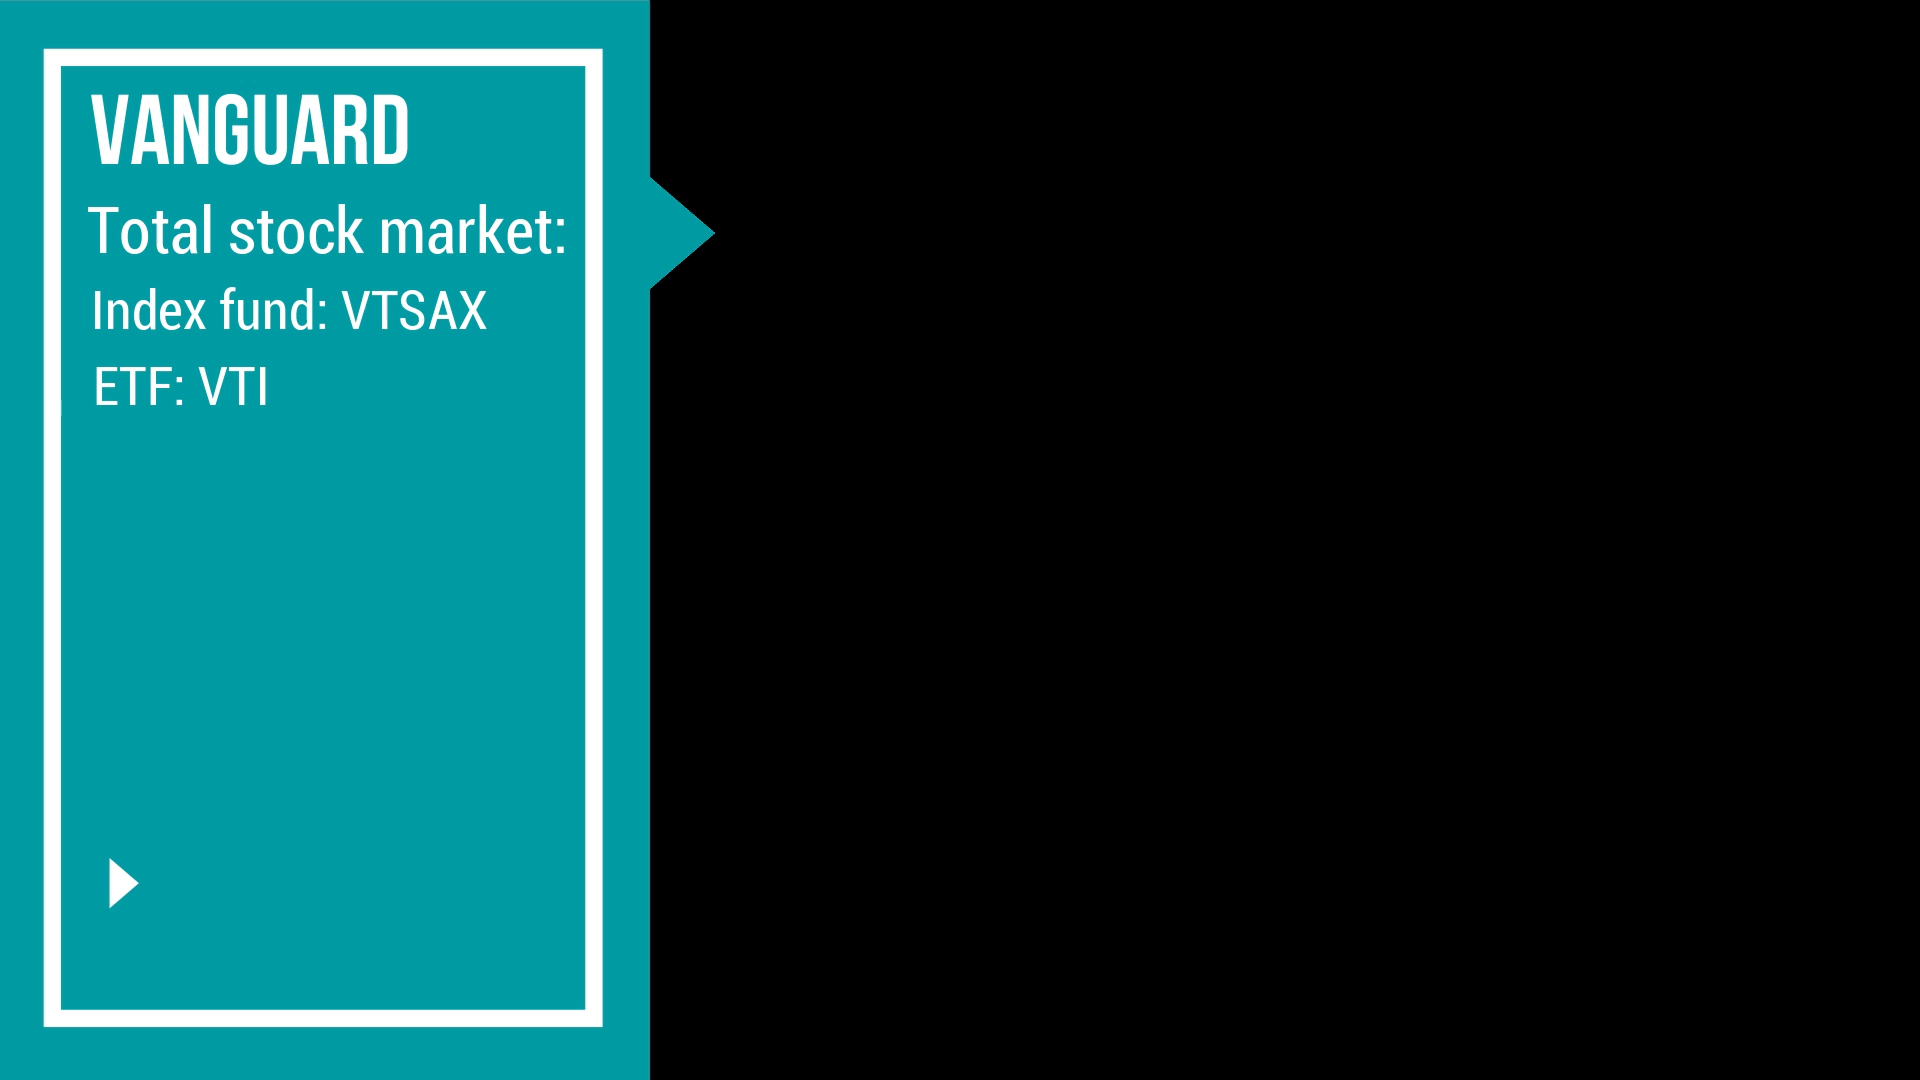 VANGUARD
Total stock market:
Index fund: VTSAX
ETF: VTI